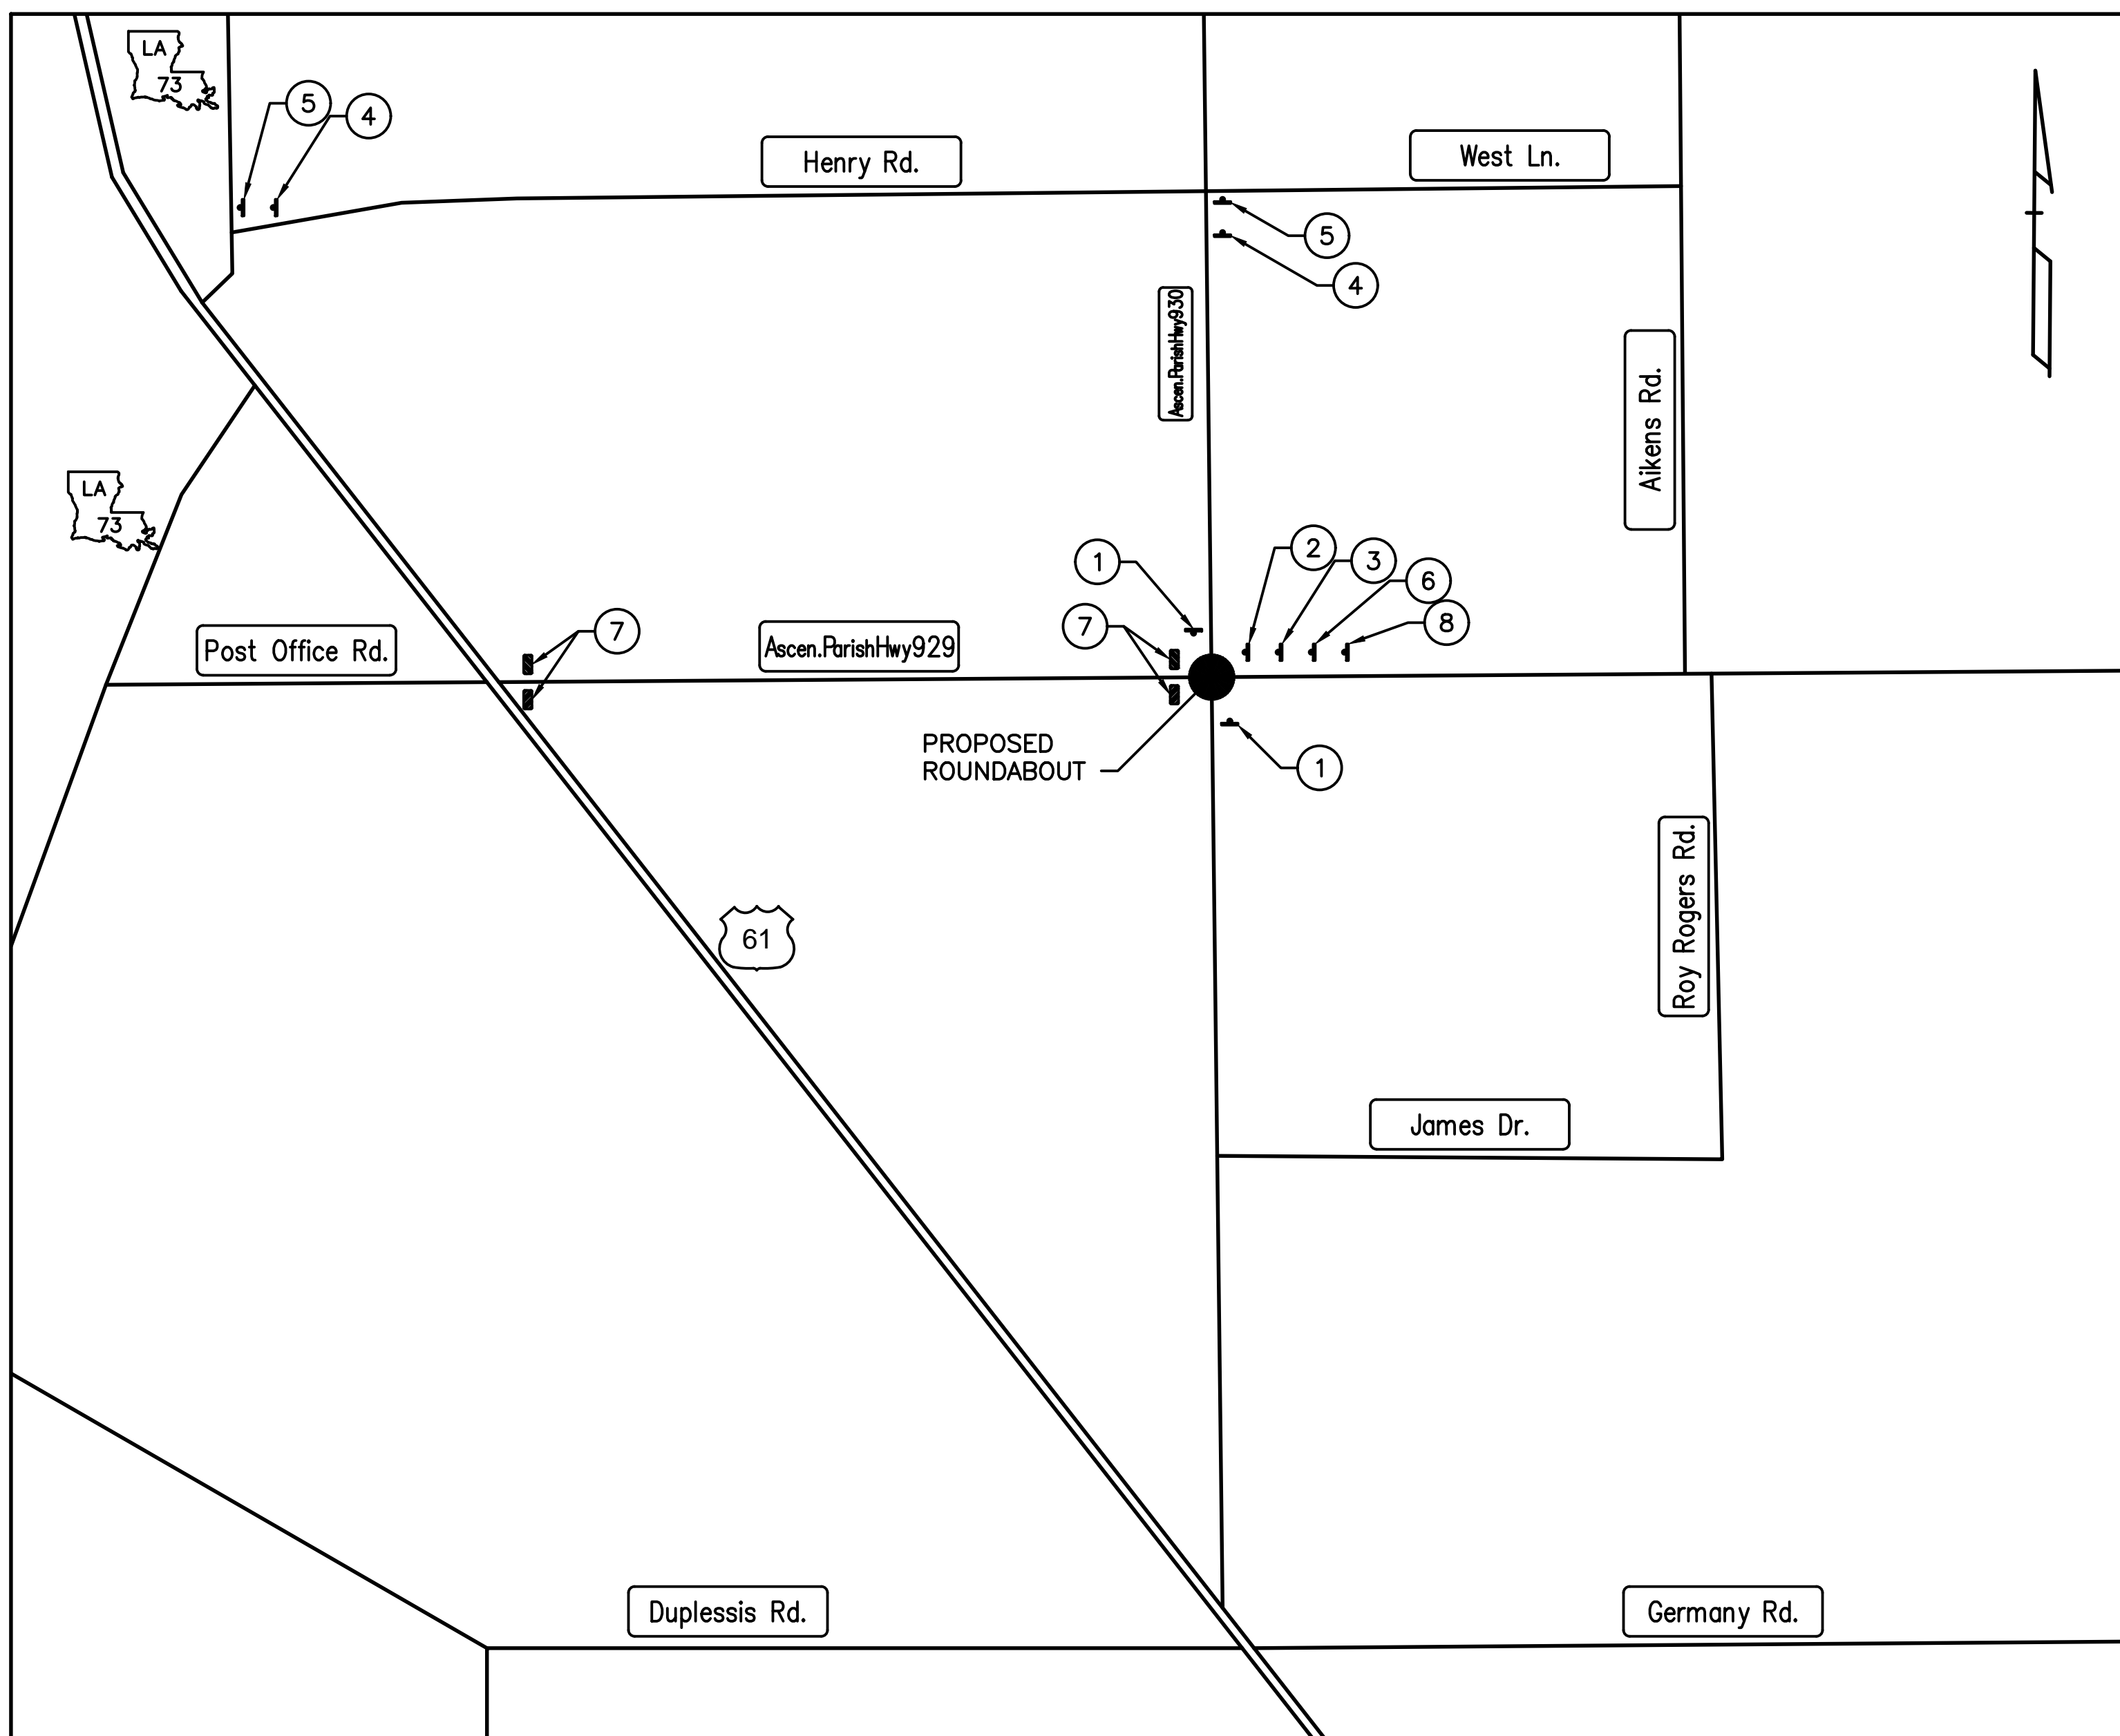 LA
73
5
4
Henry Rd.
West Ln.
5
4
Ascen.ParishHwy930
Aikens Rd.
LA
73
1
2
3
6
8
7
7
Post Office Rd.
Ascen.ParishHwy929
PROPOSED
ROUNDABOUT
1
61
Roy Rogers Rd.
James Dr.
Duplessis Rd.
Germany Rd.